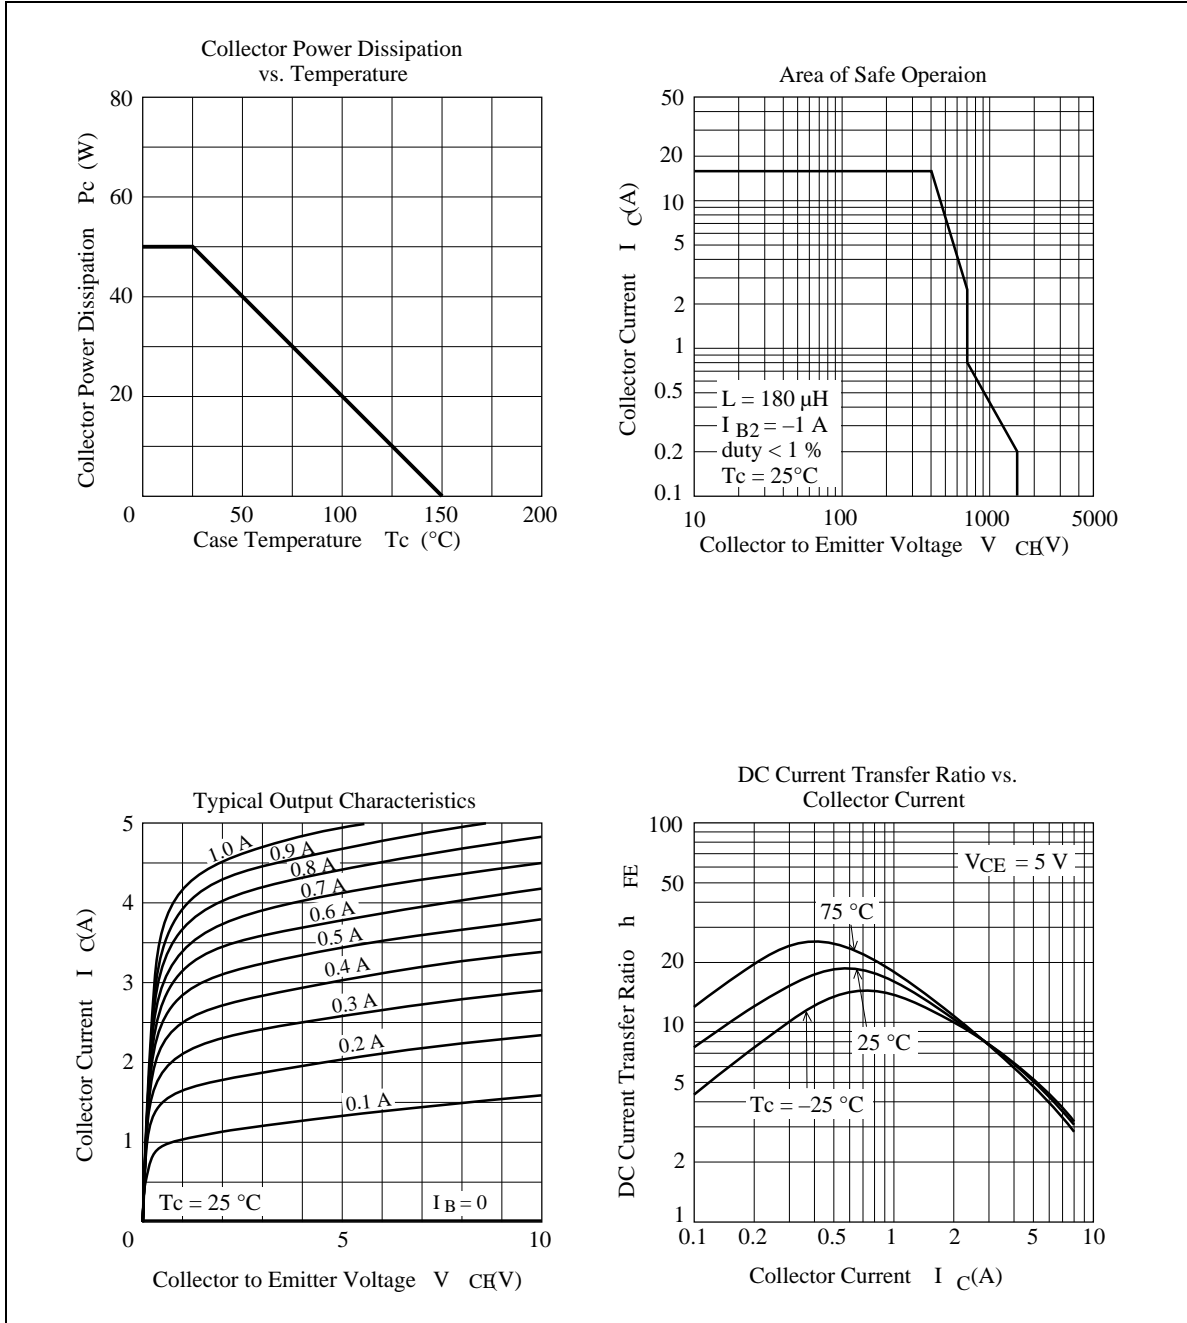 Collector Power Dissipation
vs. Temperature
80
60
40
20
0
50
100
150
200
Collector Power Dissipation Pc (W)
Case Temperature Tc (°C)
Area of Safe Operaion
50
20
10
5
2
1
0.5
0.2
0.1
10
100
1000
5000
Collector Current I C(A)
L = 180 µH
I B2 = –1 A
duty < 1 %
Tc = 25°C
Collector to Emitter Voltage V CE(V)
Typical Output Characteristics
5
4
3
2
1
0
5
10
Collector Current I C(A)
1.0 A
0.9 A
0.8 A
0.7 A
0.6 A
0.5 A
0.4 A
0.3 A
0.2 A
0.1 A
Tc = 25 °C
I B = 0
Collector to Emitter Voltage V CE(V)
DC Current Transfer Ratio vs.
Collector Current
100
50
20
10
5
2
1
0.1
0.2
0.5
1
2
5
10
DC Current Transfer Ratio h FE
VCE = 5 V
75 °C
25 °C
Tc = –25 °C
Collector Current I C(A)